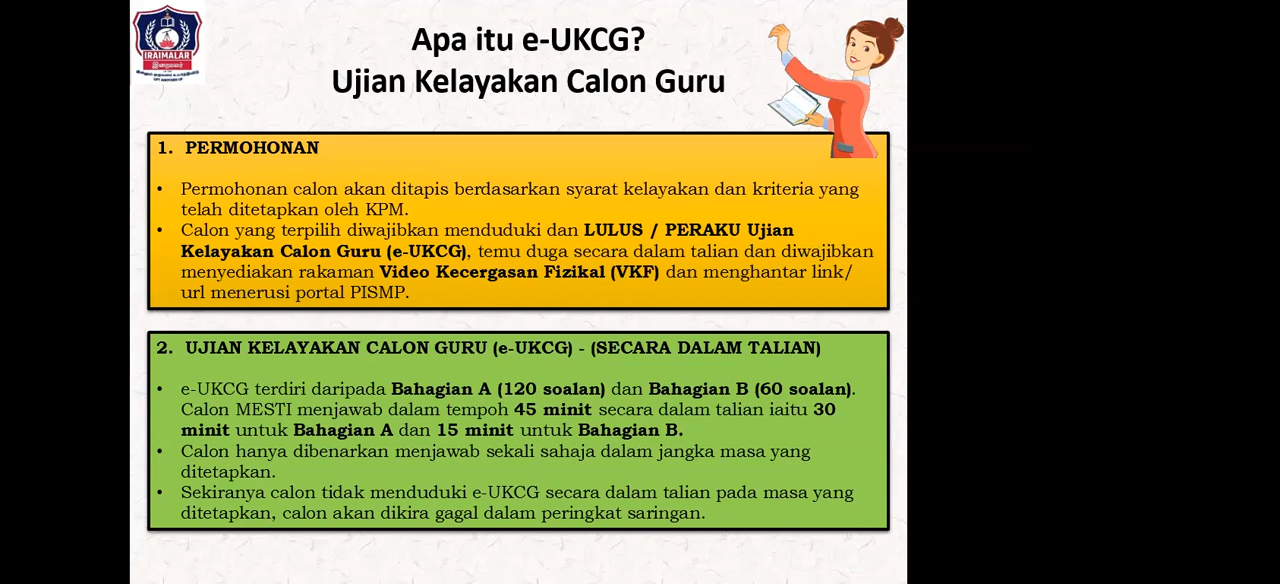 IRAIMALAR
இறைமலர்
Apa itu e-UKCG?
Ujian Kelayakan Calon Guru
1. PERMOHONAN
• Permohonan calon akan ditapis berdasarkan syarat kelayakan dan kriteria yang
telah ditetapkan oleh KPM.
• Calon yang terpilih diwajibkan menduduki dan LULUS / PERAKU Ujian
Kelayakan Calon Guru (e-UKCG), temu duga secara dalam talian dan diwajibkan
menyediakan rakaman Video Kecergasan Fizikal (VKF) dan menghantar link/
url menerusi portal PISMP.
2. UJIAN KELAYAKAN CALON GURU (e-UKCG) - (SECARA DALAM TALIAN)
• e-UKCG terdiri daripada Bahagian A (120 soalan) dan Bahagian B (60 soalan).
Calon MESTI menjawab dalam tempoh 45 minit secara dalam talian iaitu 30
minit untuk Bahagian A dan 15 minit untuk Bahagian B.
• Calon hanya dibenarkan menjawab sekali sahaja dalam jangka masa yang
ditetapkan.
• Sekiranya calon tidak menduduki e-UKCG secara dalam talian pada masa yang
ditetapkan, calon akan dikira gagal dalam peringkat saringan.